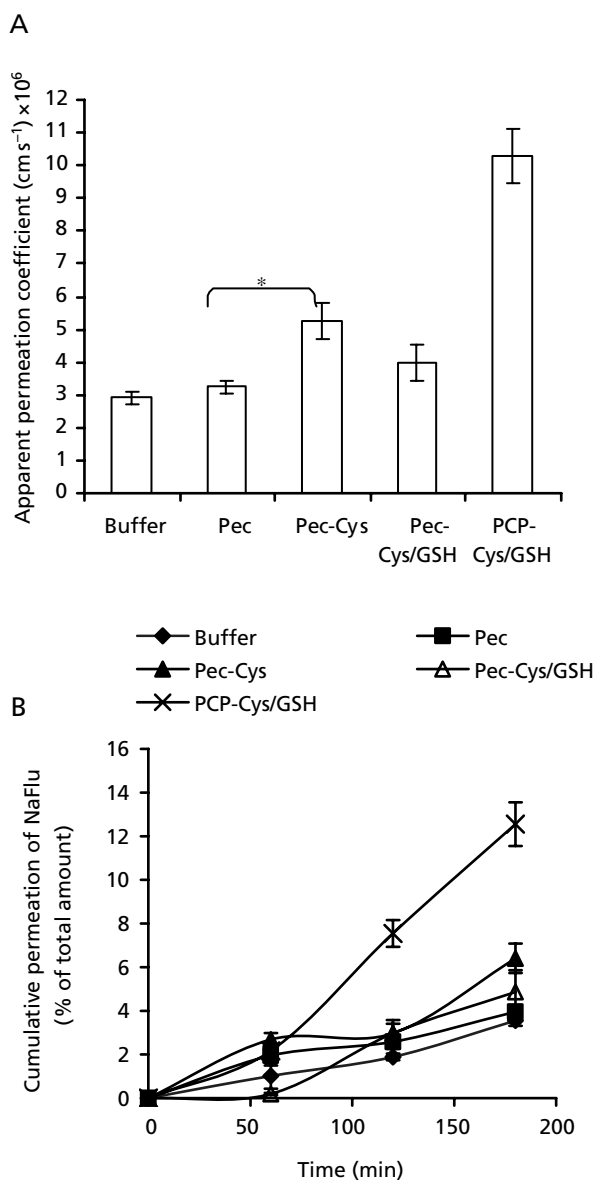 A
Apparent permeation coefficient (cm s⁻¹) ×10⁶
12
11
10
9
8
7
6
5
4
3
2
1
0
*
Buffer Pec Pec-Cys Pec-Cys/GSH PCP-Cys/GSH
Buffer Pec
Pec-Cys Pec-Cys/GSH
PCP-Cys/GSH
B
Cumulative permeation of NaFlu
(% of total amount)
16
14
12
10
8
6
4
2
0
0 50 100 150 200
Time (min)